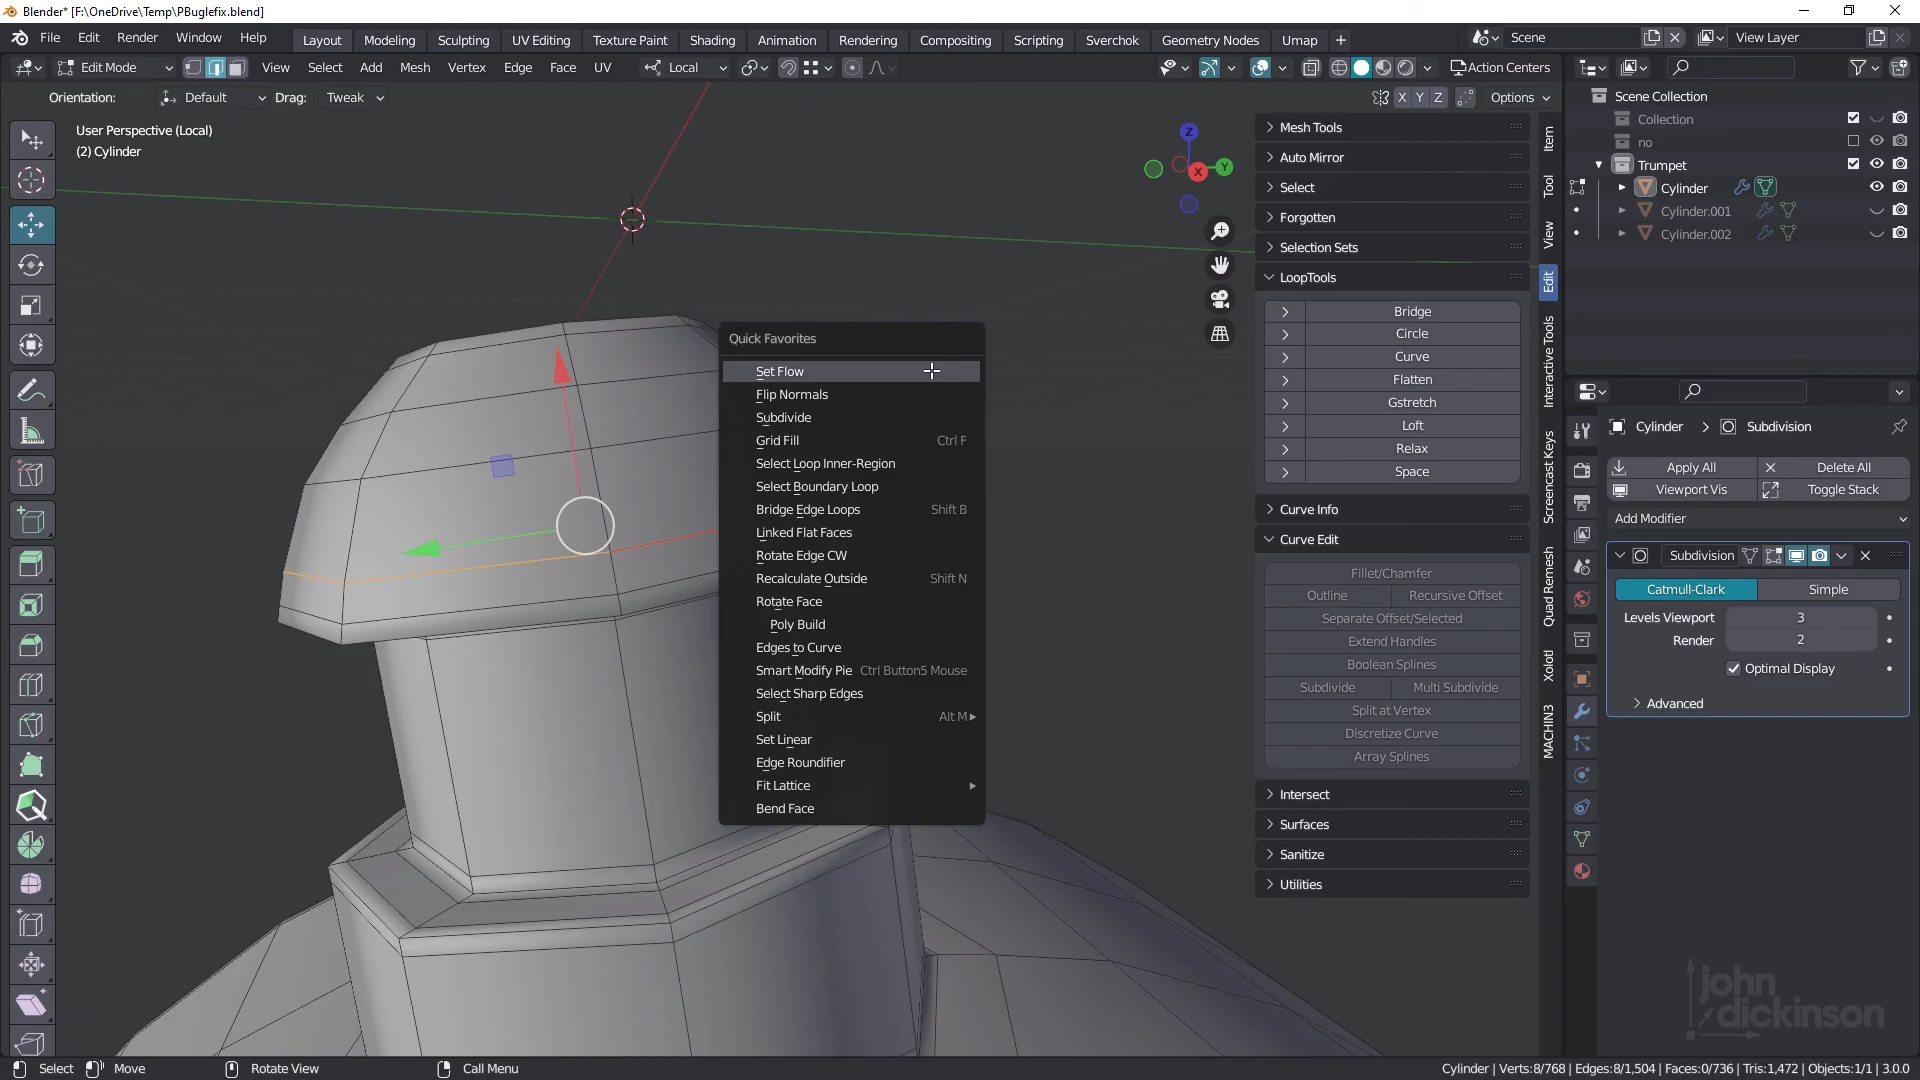 Blender* [F:\OneDrive\Temp\PBuglefix.blend]
File Edit Render Window Help Layout Modeling Sculpting UV Editing Texture Paint Shading Animation Rendering Compositing Scripting Sverchok Geometry Nodes Umap + Scene View Layer
Edit Mode View Select Add Mesh Vertex Edge Face UV Local Action Centers
Orientation: Default Drag: Tweak X Y Z Options
User Perspective (Local)
(2) Cylinder
Z
Y
X
Quick Favorites
Set Flow
Flip Normals
Subdivide
Grid Fill Ctrl F
Select Loop Inner-Region
Select Boundary Loop
Bridge Edge Loops Shift B
Linked Flat Faces
Rotate Edge CW
Recalculate Outside Shift N
Rotate Face
Poly Build
Edges to Curve
Smart Modify Pie Ctrl Button5 Mouse
Select Sharp Edges
Split Alt M
Set Linear
Edge Roundifier
Fit Lattice
Bend Face
Mesh Tools
Auto Mirror
Select
Forgotten
Selection Sets
LoopTools
Bridge
Circle
Curve
Flatten
Gstretch
Loft
Relax
Space
Curve Info
Curve Edit
Fillet/Chamfer
Outline Recursive Offset
Separate Offset/Selected
Extend Handles
Boolean Splines
Subdivide Multi Subdivide
Split at Vertex
Discretize Curve
Array Splines
Intersect
Surfaces
Sanitize
Utilities
Item
Tool
View
Edit
Interactive Tools
Screencast Keys
Quad Remesh
Xolotl
MACHIN3
Scene Collection
Collection
no
Trumpet
Cylinder
Cylinder.001
Cylinder.002
Cylinder > Subdivision
Apply All Delete All
Viewport Vis Toggle Stack
Add Modifier
Subdivision
Catmull-Clark Simple
Levels Viewport 3
Render 2
Optimal Display
Advanced
john
dickinson
Select Move Rotate View Call Menu Cylinder | Verts:8/768 | Edges:8/1,504 | Faces:0/736 | Tris:1,472 | Objects:1/1 | 3.0.0